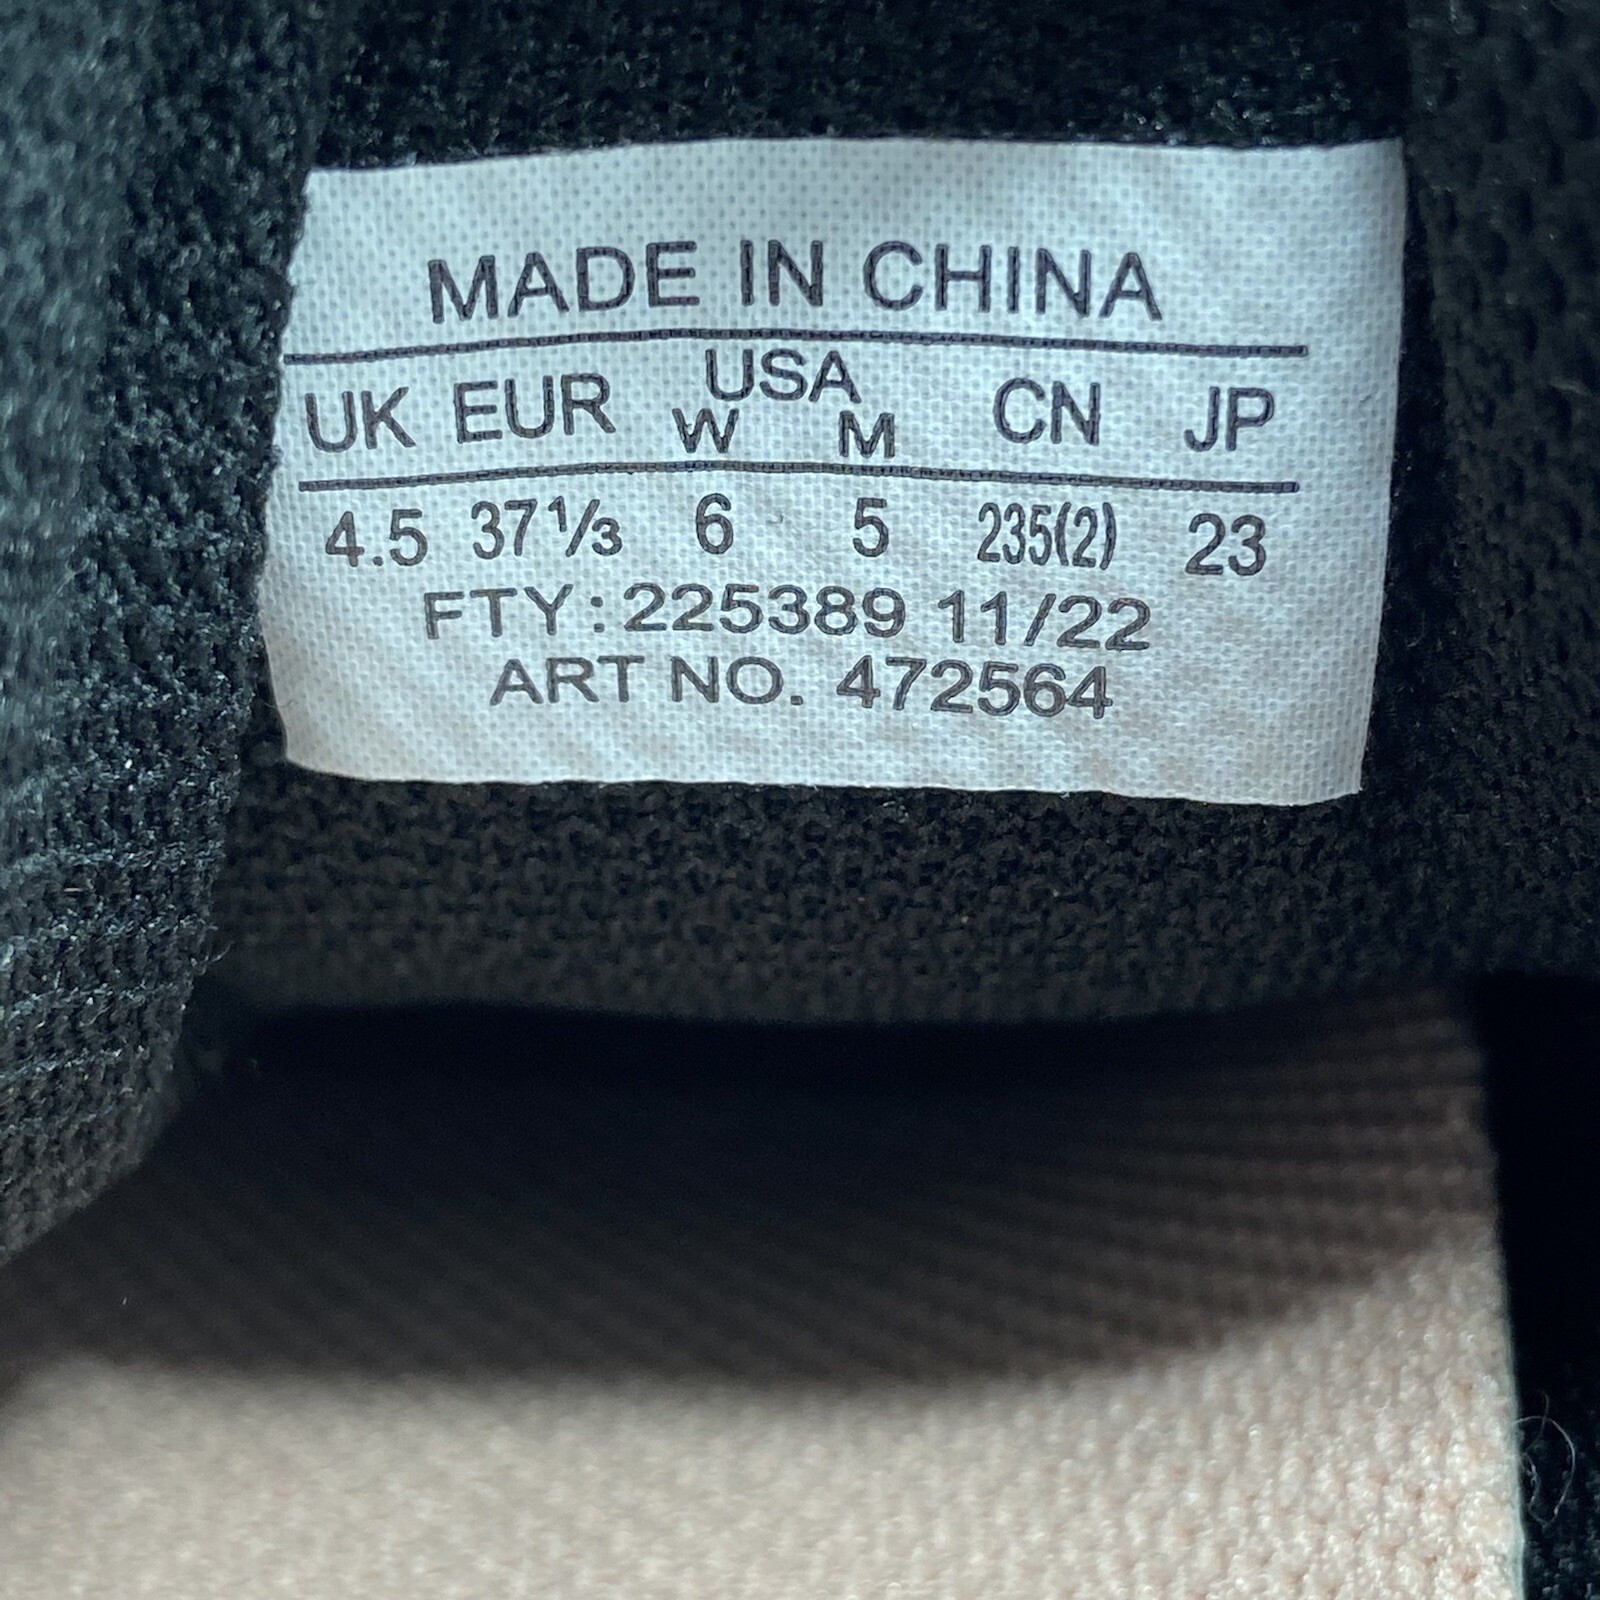 MADE IN CHINA
UK EUR USA W M CN JP
4.5 37⅓ 6 5 235(2) 23
FTY: 225389 11/22
ART NO. 472564